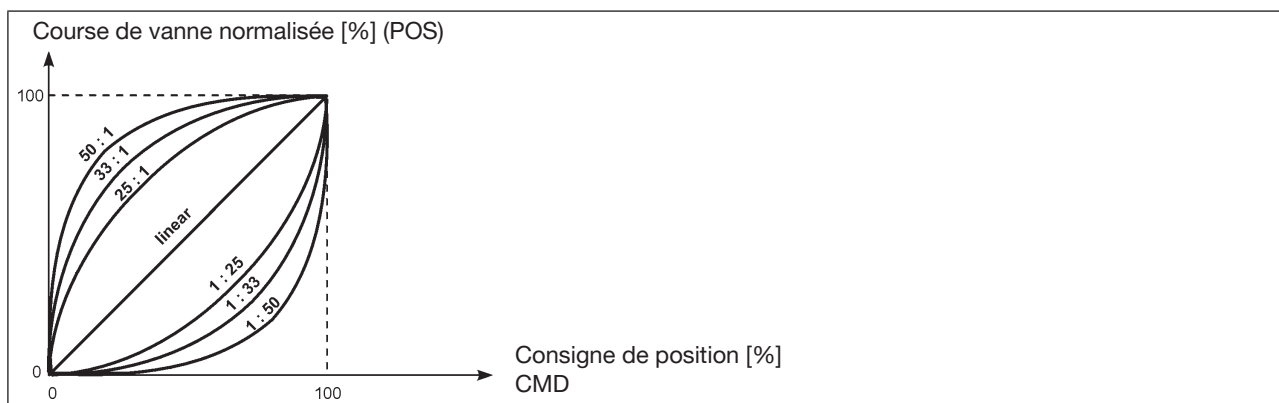 Course de vanne normalisée [%] (POS)
100
50 : 1
33 : 1
25 : 1
linear
1 : 25
1 : 33
1 : 50
0
0
100
Consigne de position [%]
CMD